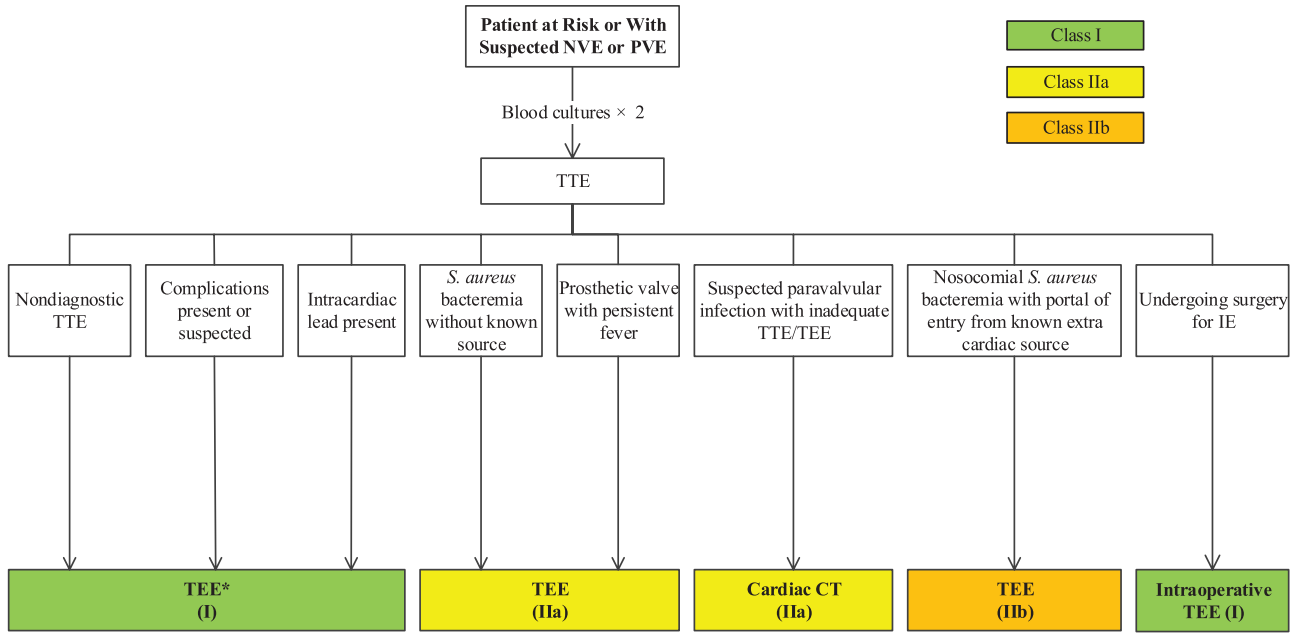 Patient at Risk or With
Suspected NVE or PVE
Class I
Class IIa
Class IIb
Blood cultures × 2
TTE
Nondiagnostic
TTE
Complications
present or
suspected
Intracardiac
lead present
S. aureus
bacteremia
without known
source
Prosthetic valve
with persistent
fever
Suspected paravalvular
infection with inadequate
TTE/TEE
Nosocomial S. aureus
bacteremia with portal of
entry from known extra
cardiac source
Undergoing surgery
for IE
TEE*
(I)
TEE
(IIa)
Cardiac CT
(IIa)
TEE
(IIb)
Intraoperative
TEE (I)